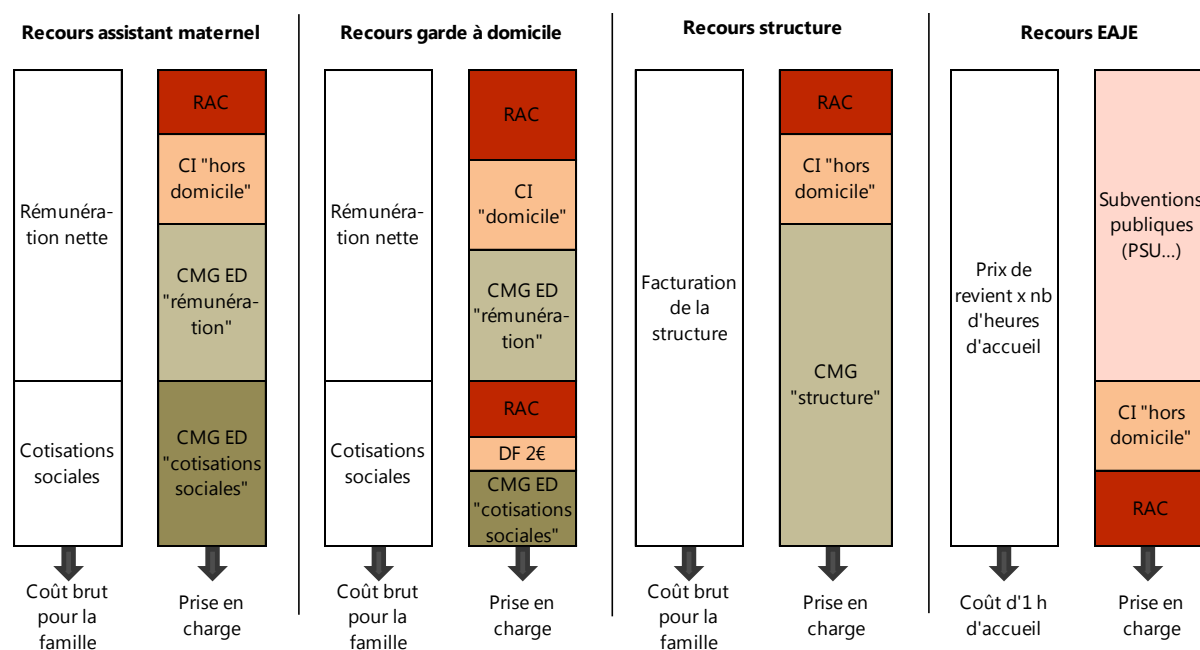 Recours assistant maternel
Rémunéra-
tion nette
Cotisations
sociales
RAC
CI "hors
domicile"
CMG ED
"rémunéra-
tion"
CMG ED
"cotisations
sociales"
Coût brut
pour la
famille
Prise en
charge
Recours garde à domicile
Rémunéra-
tion nette
Cotisations
sociales
RAC
CI
"domicile"
CMG ED
"rémunéra-
tion"
RAC
DF 2€
CMG ED
"cotisations
sociales"
Coût brut
pour la
famille
Prise en
charge
Recours structure
Facturation
de la
structure
RAC
CI "hors
domicile"
CMG
"structure"
Coût brut
pour la
famille
Prise en
charge
Recours EAJE
Prix de
revient x nb
d'heures
d'accueil
Subventions
publiques
(PSU...)
CI "hors
domicile"
RAC
Coût d'1 h
d'accueil
Prise en
charge